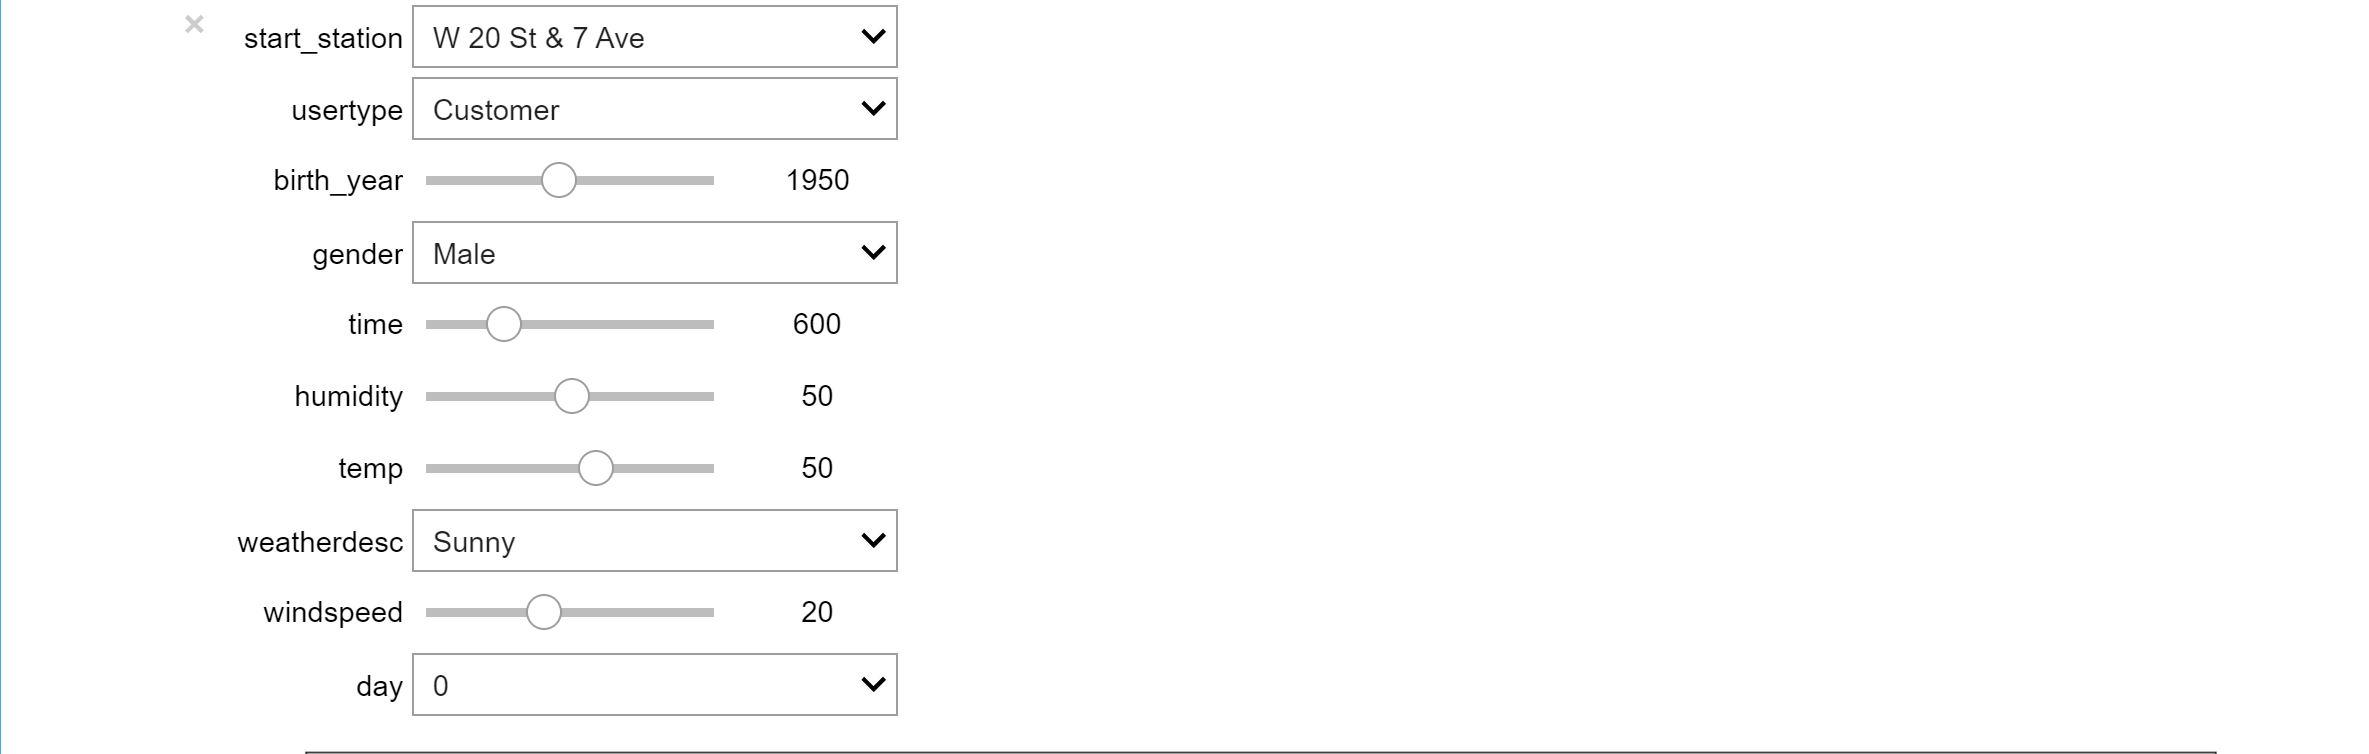 start_station W 20 St & 7 Ave
usertype Customer
birth_year 1950
gender Male
time 600
humidity 50
temp 50
weatherdesc Sunny
windspeed 20
day 0